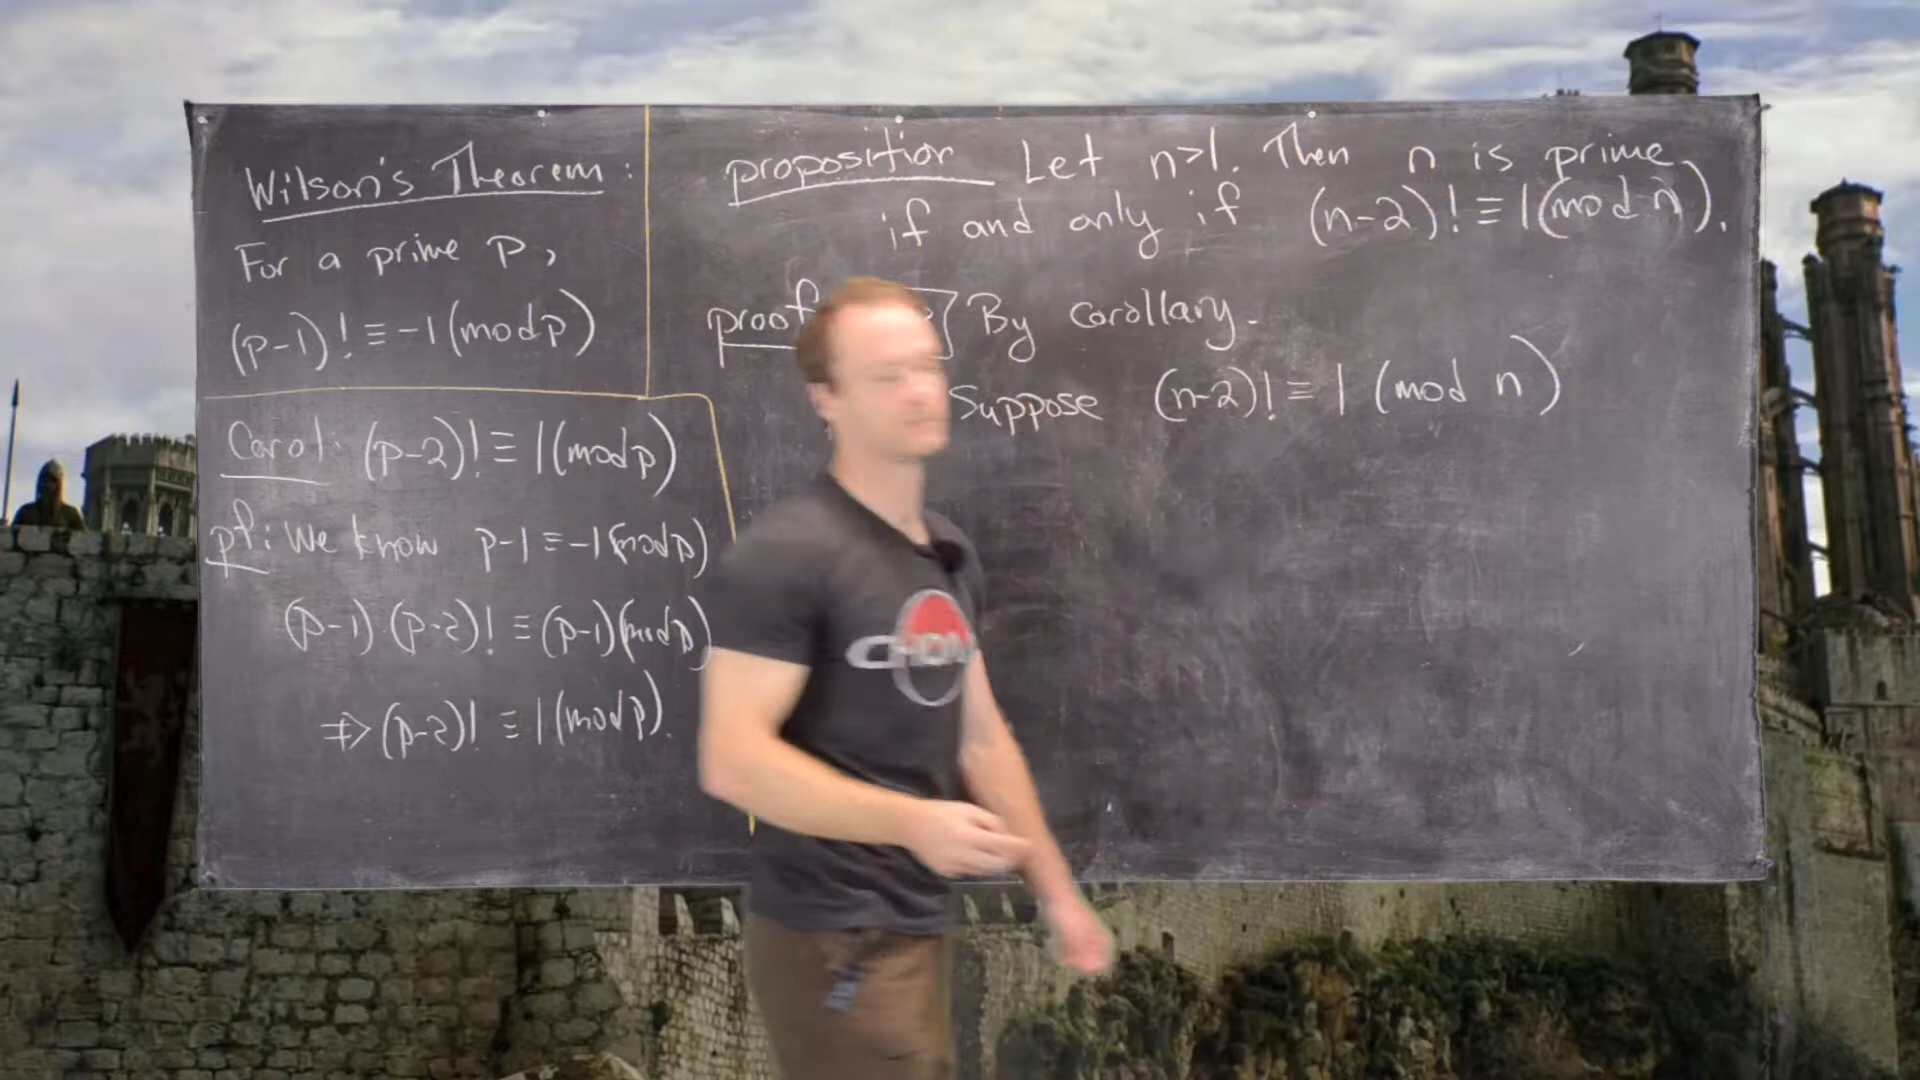 Wilson's Theorem:
For a prime p,
(p-1)! ≡ -1 (mod p)
Corol: (p-2)! ≡ 1 (mod p)
pf: We know p-1 ≡ -1 (mod p)
(p-1)·(p-2)! ≡ (p-1) (mod p)
⇒ (p-2)! ≡ 1 (mod p).
proposition Let n>1. Then n is prime
if and only if (n-2)! ≡ 1 (mod n).
proof By corollary.
Suppose (n-2)! ≡ 1 (mod n)